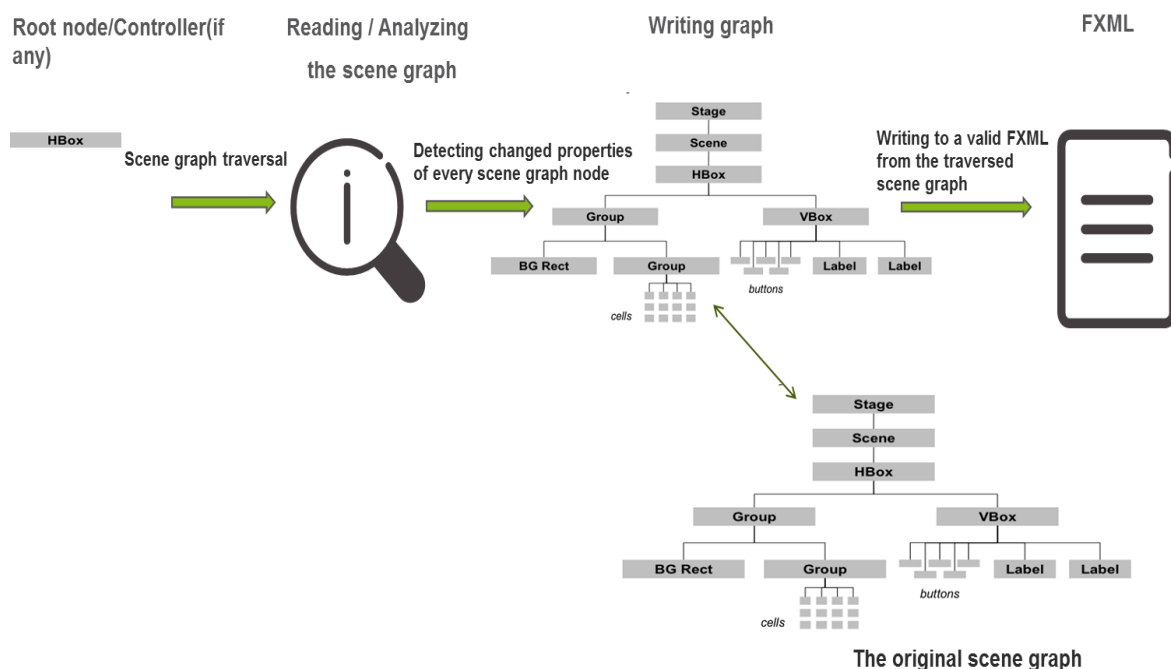 Root node/Controller(if
any)
Reading / Analyzing
the scene graph
Writing graph
FXML
HBox
Scene graph traversal
Detecting changed properties
of every scene graph node
Stage
Scene
HBox
Group
VBox
BG Rect
Group
Label
Label
buttons
cells
Writing to a valid FXML
from the traversed
scene graph
Stage
Scene
HBox
Group
VBox
BG Rect
Group
Label
Label
buttons
cells
The original scene graph